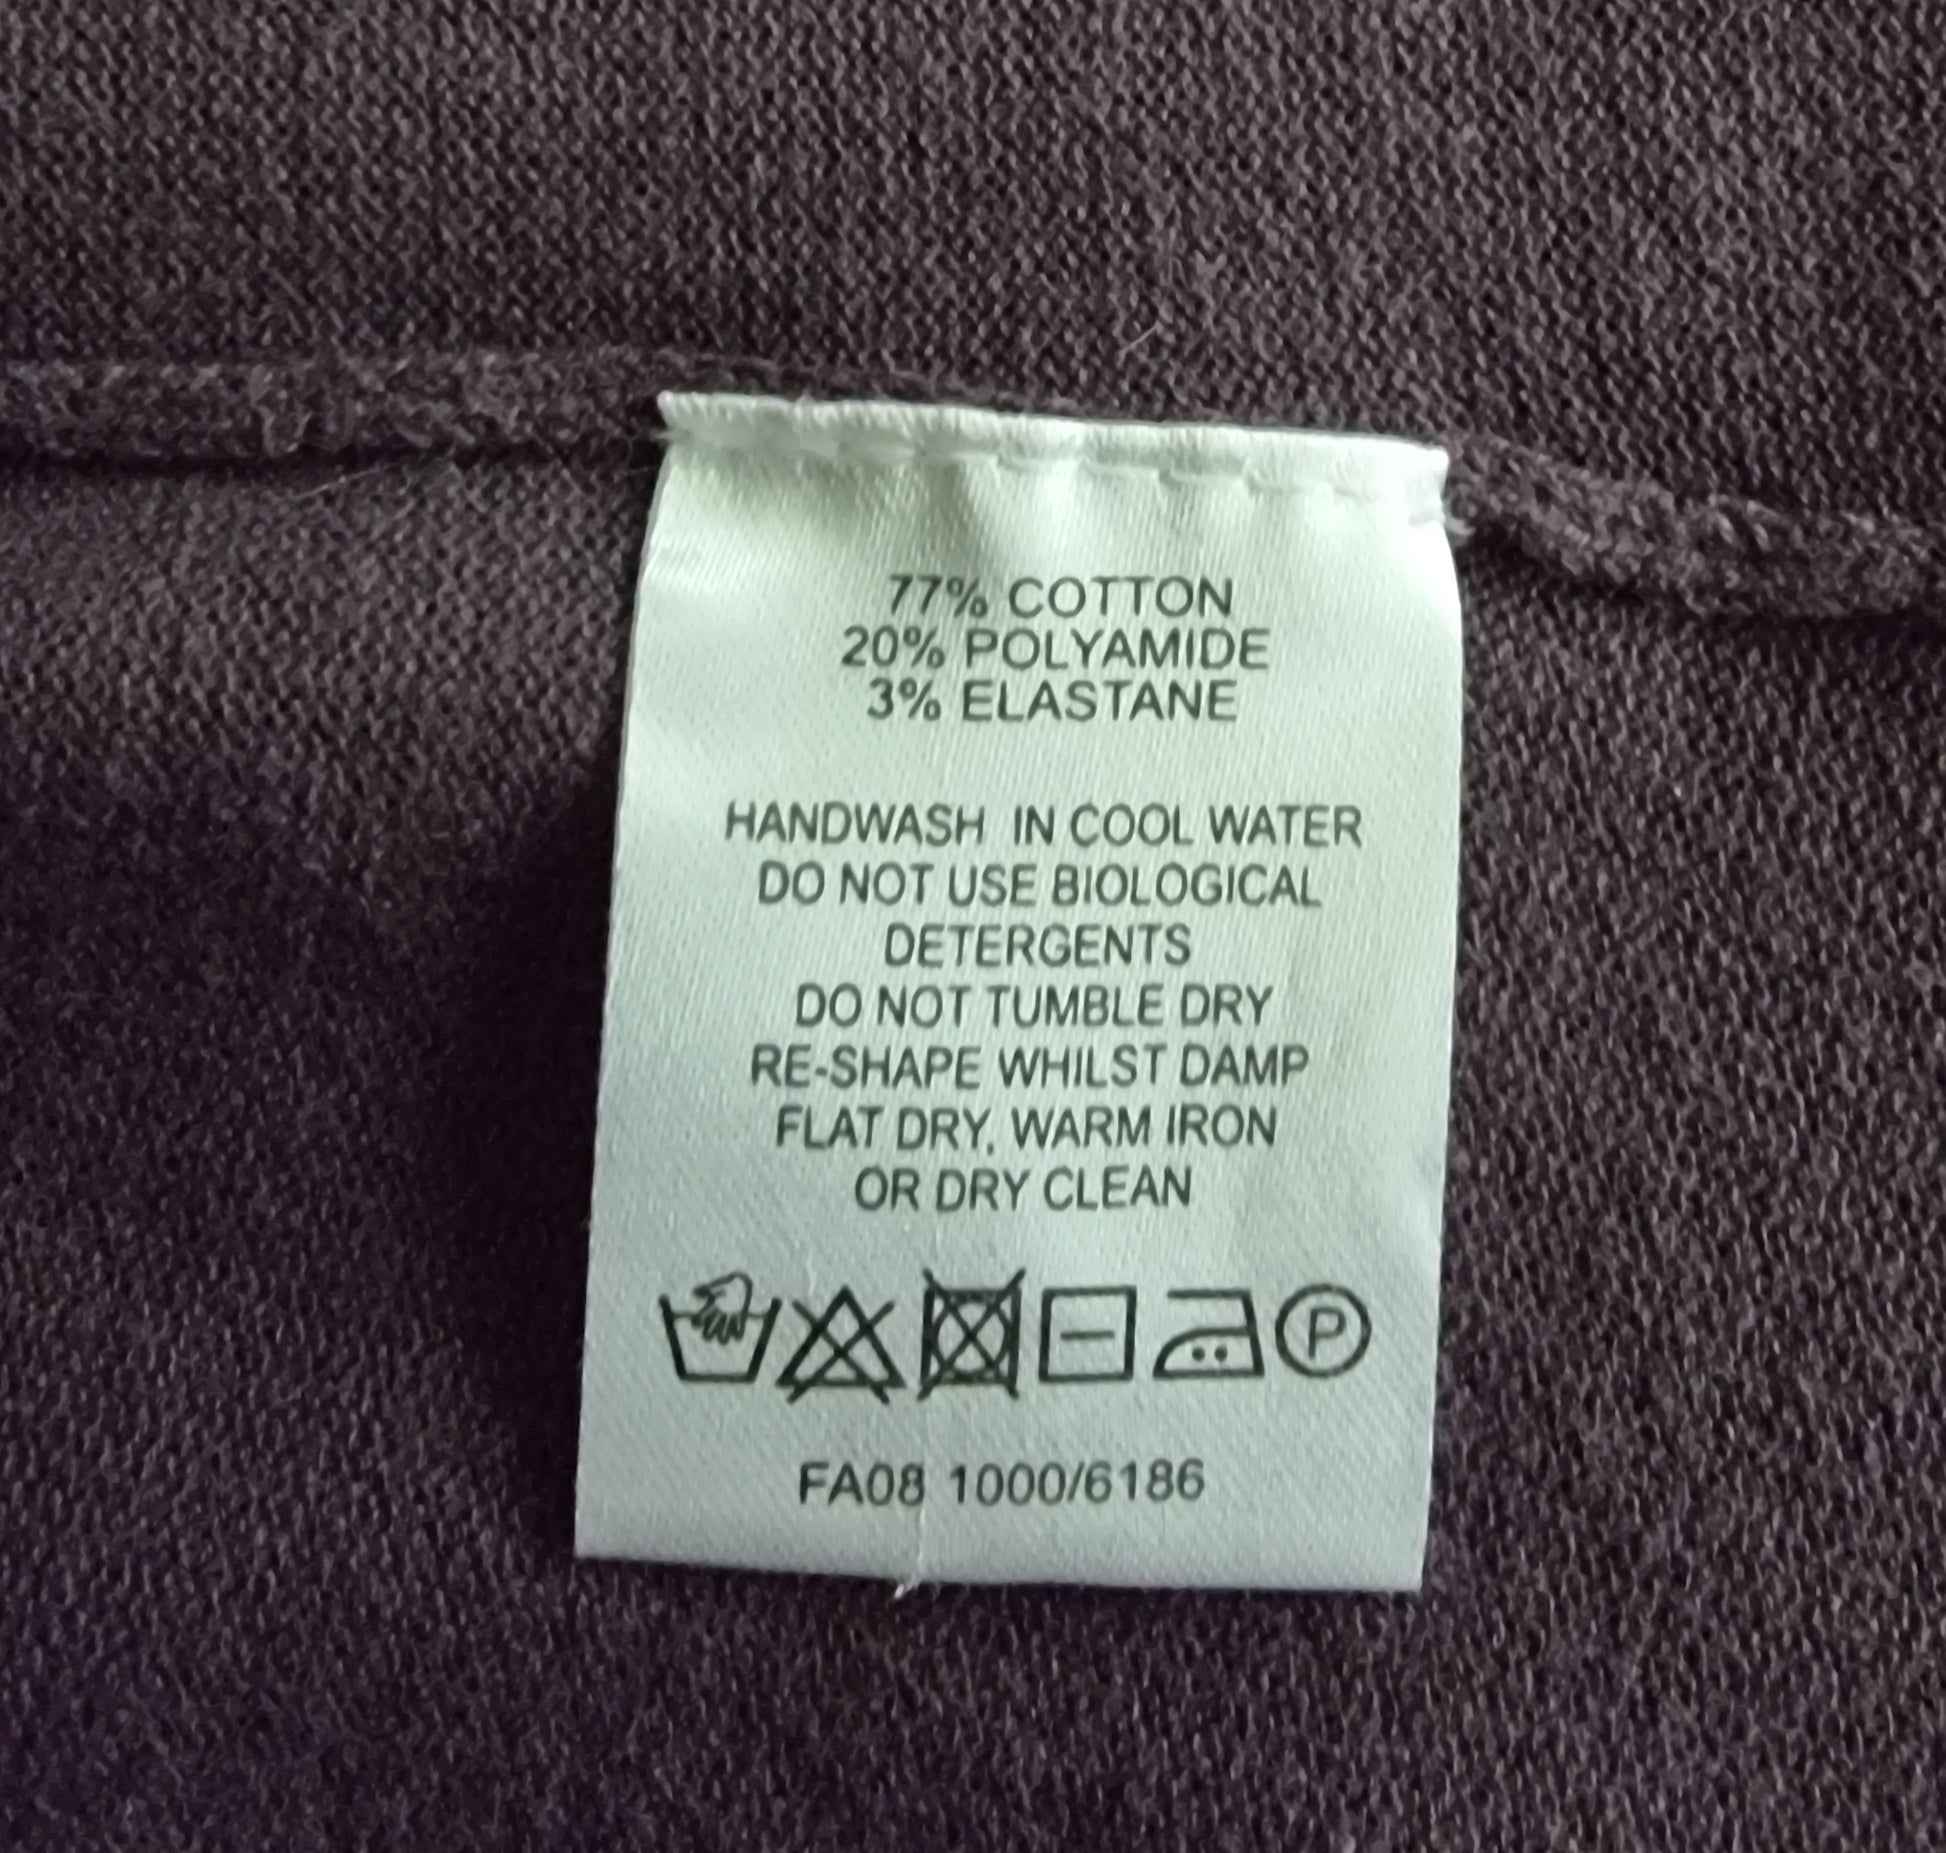 77% COTTON
20% POLYAMIDE
3% ELASTANE
HANDWASH IN COOL WATER
DO NOT USE BIOLOGICAL
DETERGENTS
DO NOT TUMBLE DRY
RE-SHAPE WHILST DAMP
FLAT DRY, WARM IRON
OR DRY CLEAN
P
FA08 1000/6186